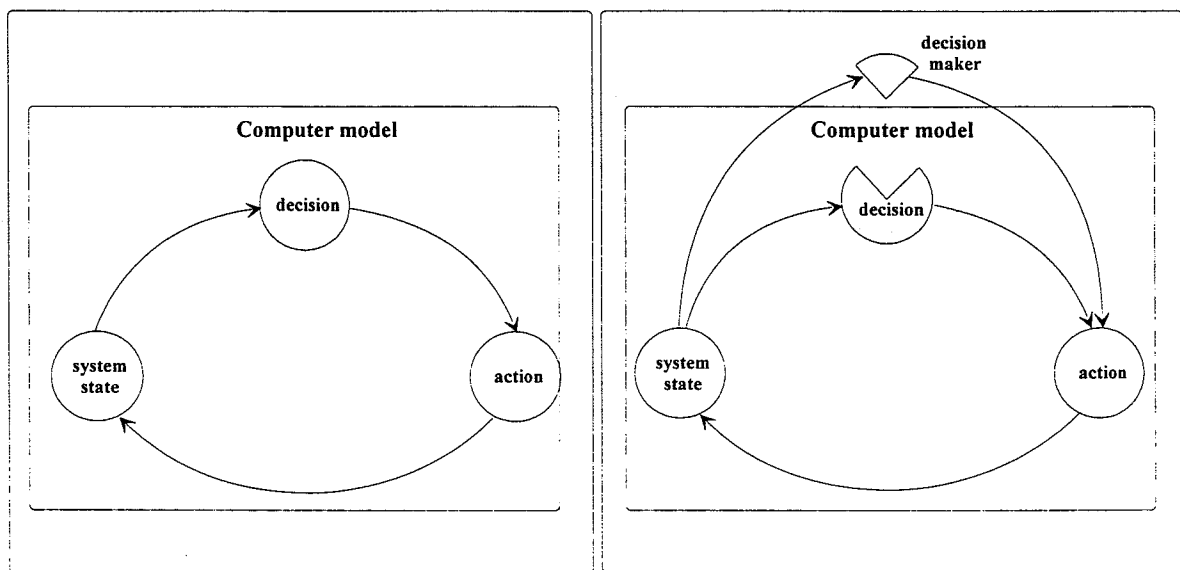 Computer model
decision
system
state
action
decision
maker
Computer model
decision
system
state
action